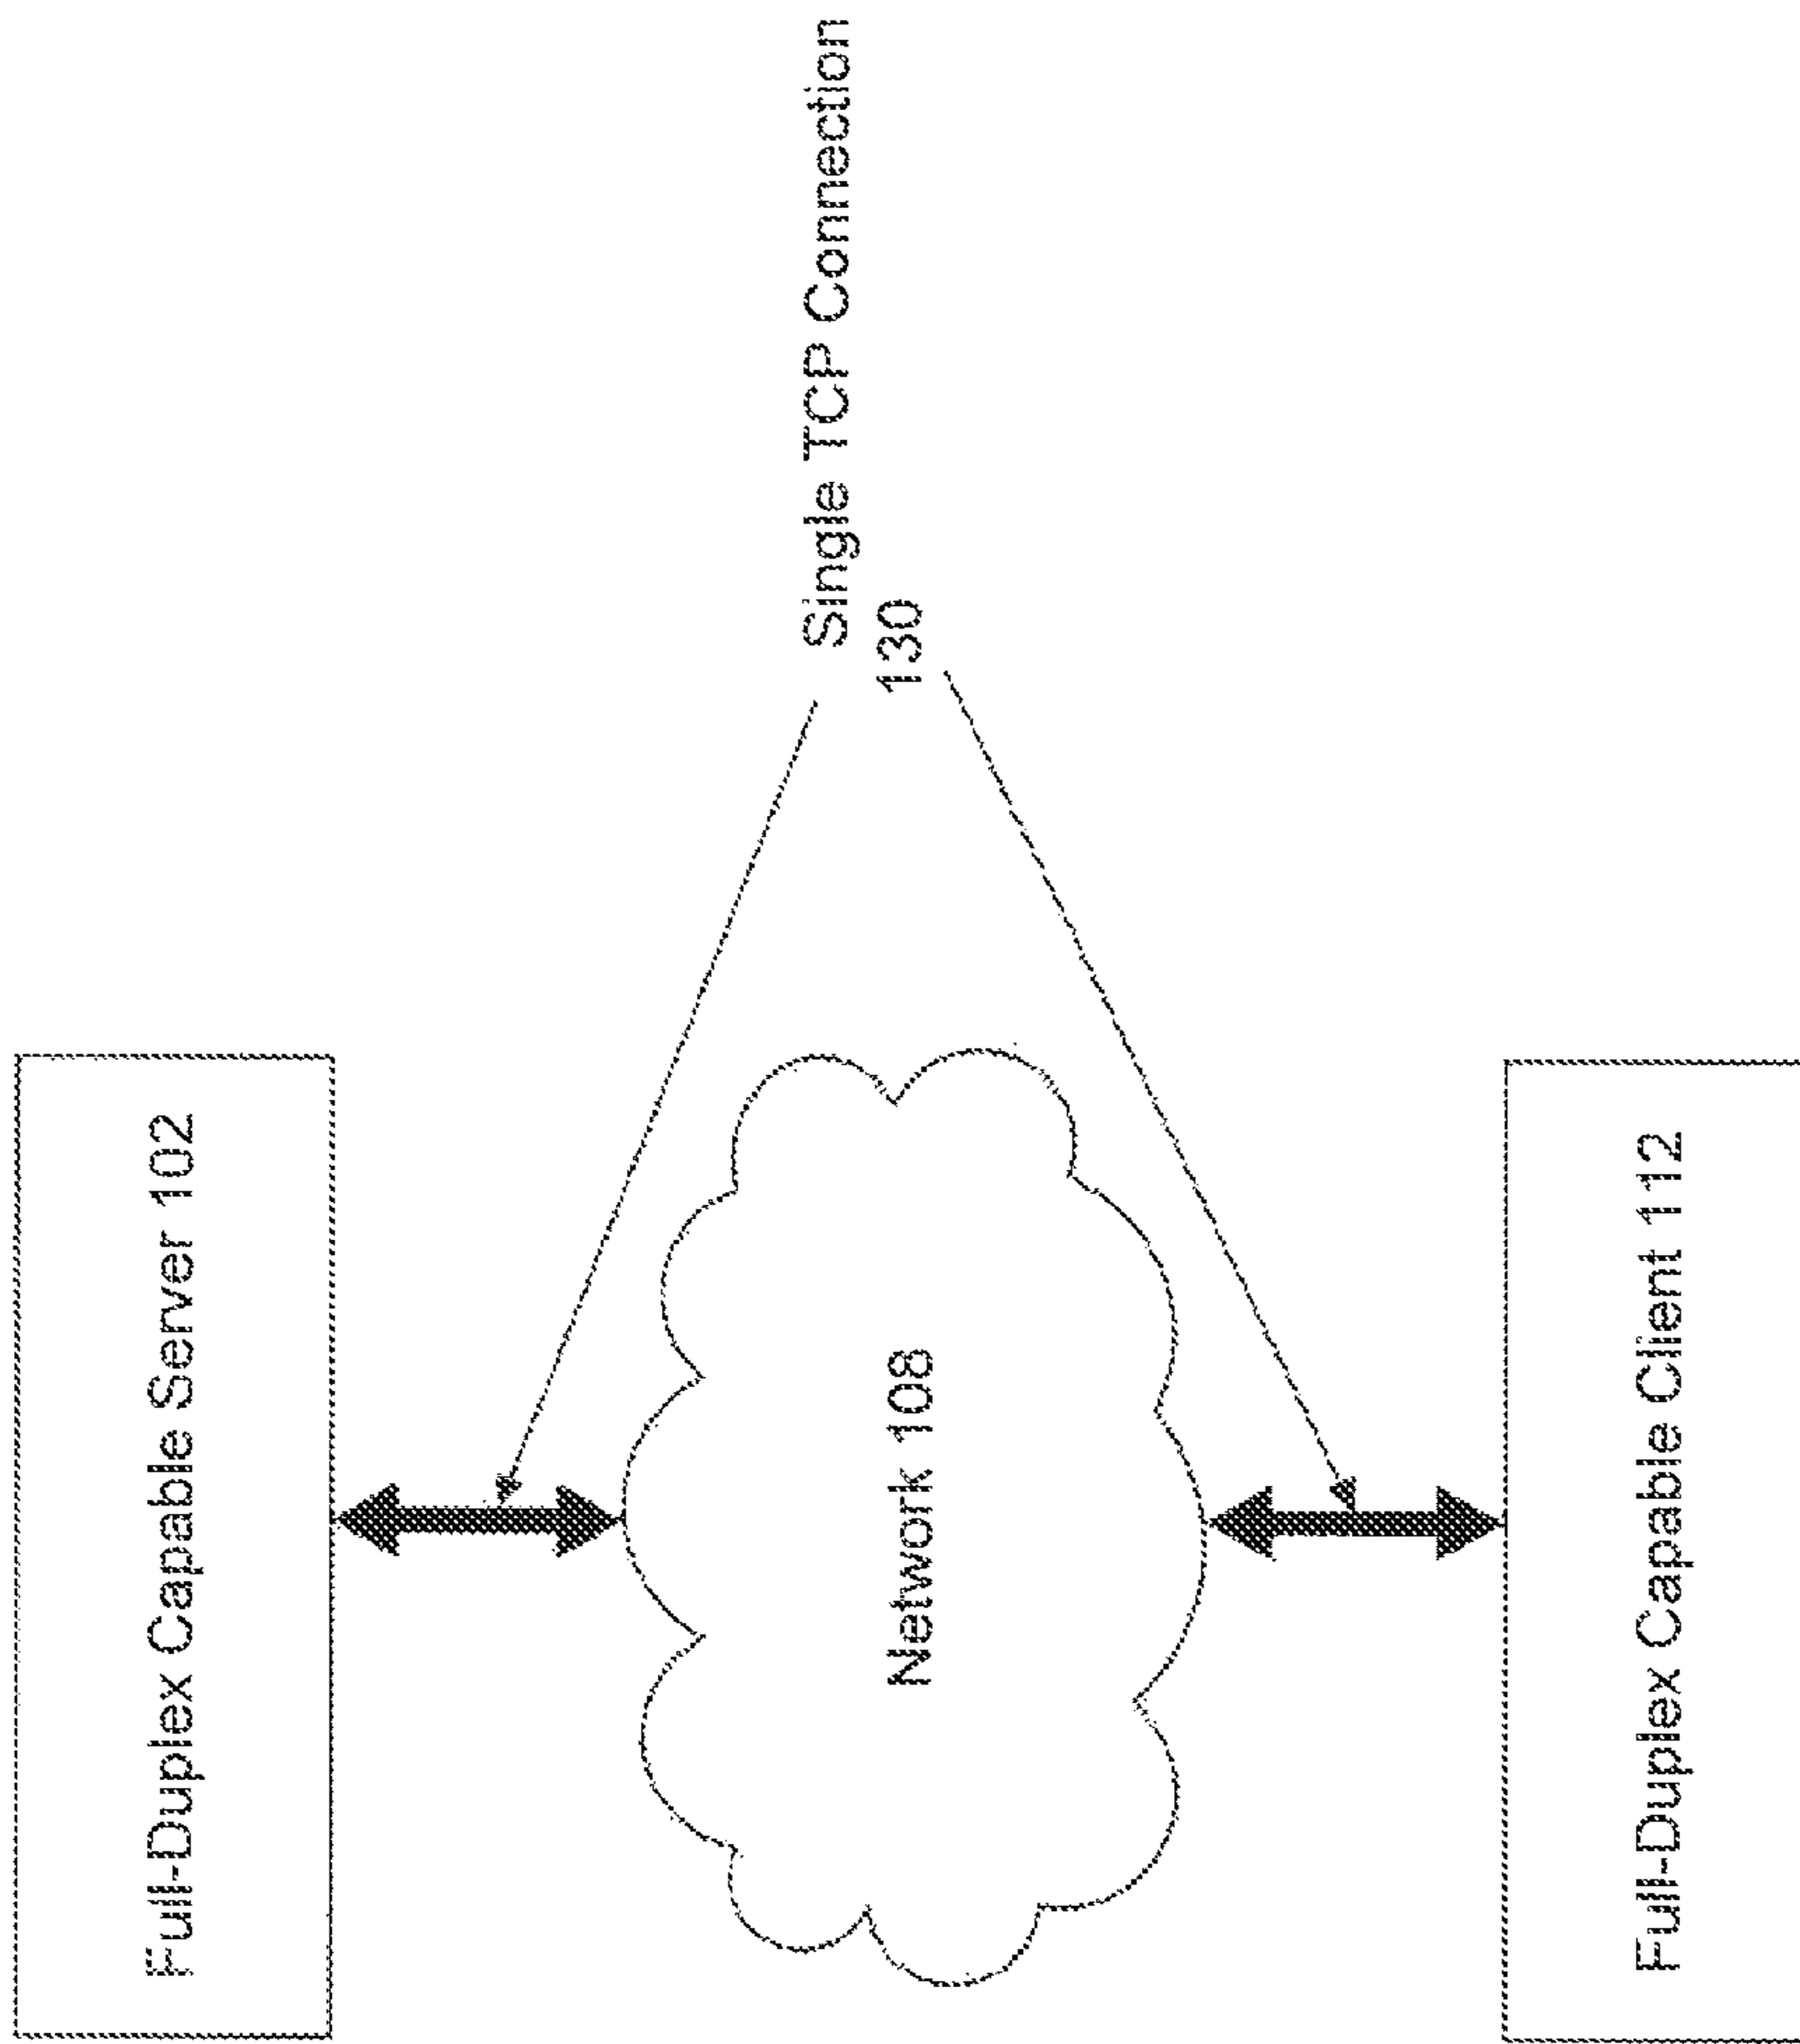 Full-Duplex Capable Server 102
Single TCP Connection
130
Network 108
Full-Duplex Capable Client 112